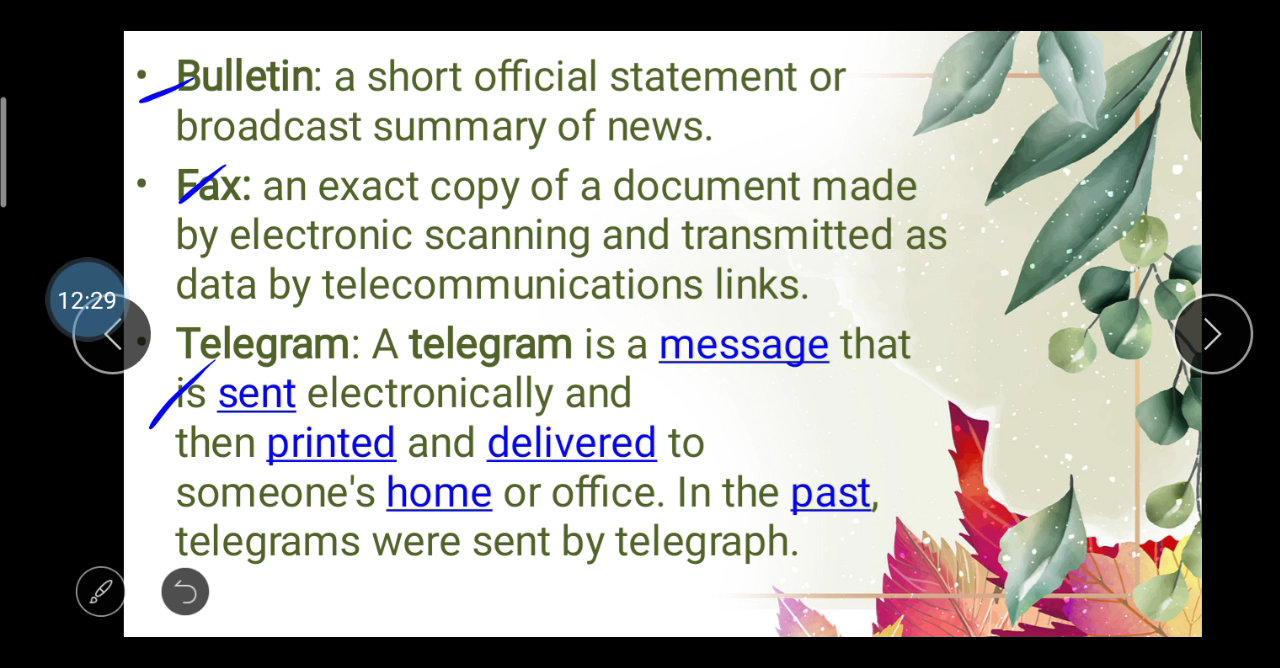 • Bulletin: a short official statement or
broadcast summary of news.
• Fax: an exact copy of a document made
by electronic scanning and transmitted as
data by telecommunications links.
12:29
• Telegram: A telegram is a message that
is sent electronically and
then printed and delivered to
someone's home or office. In the past,
telegrams were sent by telegraph.